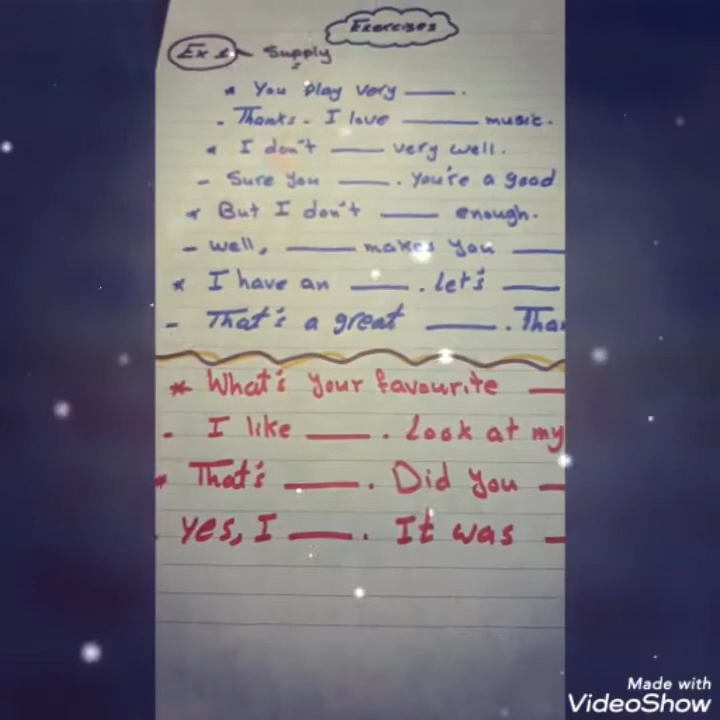 Exercises
Ex 1 - Supply
* You play very ___.
- Thanks - I love ___ music.
* I don't ___ very well.
- Sure you ___. You're a good
* But I don't ___ enough.
- Well, ___ makes you ___
* I have an ___. Let's ___
- That's a great ___. Tha
* What's your favourite ___
- I like ___. Look at my
* That's ___. Did you ___
. yes, I ___. It was ___
Made with
VideoShow